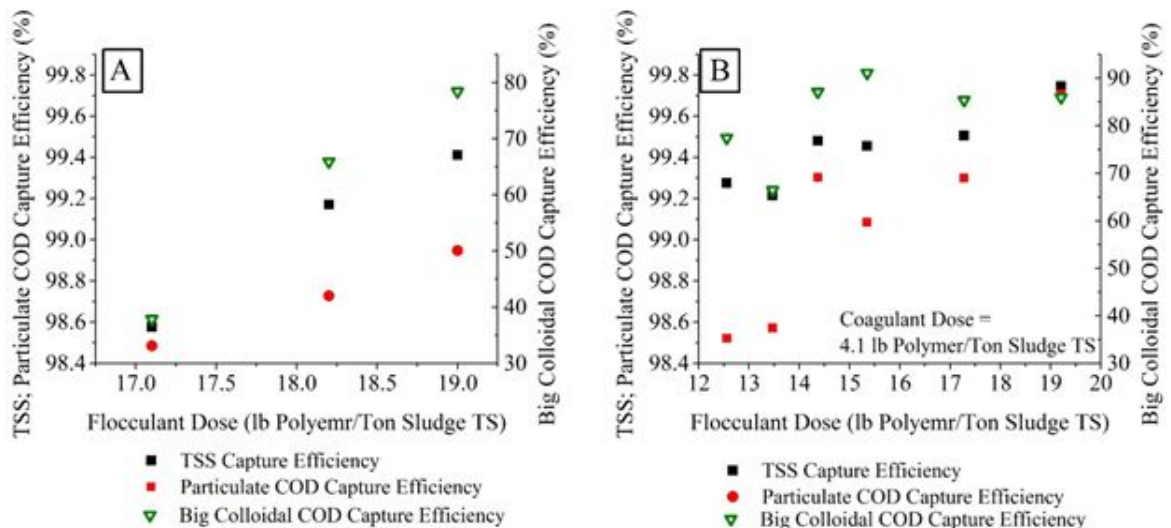 A
TSS; Particulate COD Capture Efficiency (%)
99.8
99.6
99.4
99.2
99.0
98.8
98.6
98.4
Big Colloidal COD Capture Efficiency (%)
80
70
60
50
40
30
17.0 17.5 18.0 18.5 19.0
Flocculant Dose (lb Polyemr/Ton Sludge TS)
TSS Capture Efficiency
Particulate COD Capture Efficiency
Big Colloidal COD Capture Efficiency
B
TSS; Particulate COD Capture Efficiency (%)
99.8
99.6
99.4
99.2
99.0
98.8
98.6
98.4
Big Colloidal COD Capture Efficiency (%)
90
80
70
60
50
40
30
Coagulant Dose =
4.1 lb Polymer/Ton Sludge TS
12 13 14 15 16 17 18 19 20
Flocculant Dose (lb Polyemr/Ton Sludge TS)
TSS Capture Efficiency
Particulate COD Capture Efficiency
Big Colloidal COD Capture Efficiency